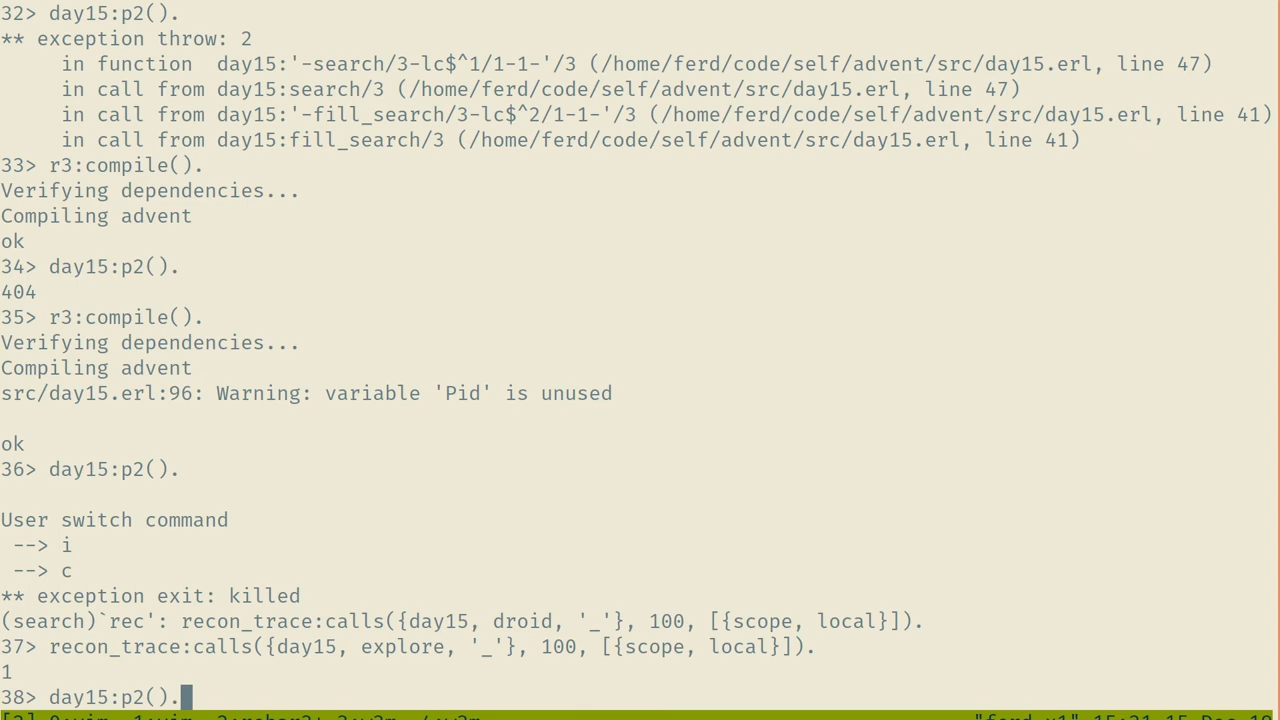 32> day15:p2().
** exception throw: 2
     in function  day15:'-search/3-lc$^1/1-1-'/3 (/home/ferd/code/self/advent/src/day15.erl, line 47)
     in call from day15:search/3 (/home/ferd/code/self/advent/src/day15.erl, line 47)
     in call from day15:'-fill_search/3-lc$^2/1-1-'/3 (/home/ferd/code/self/advent/src/day15.erl, line 41)
     in call from day15:fill_search/3 (/home/ferd/code/self/advent/src/day15.erl, line 41)
33> r3:compile().
Verifying dependencies...
Compiling advent
ok
34> day15:p2().
404
35> r3:compile().
Verifying dependencies...
Compiling advent
src/day15.erl:96: Warning: variable 'Pid' is unused
ok
36> day15:p2().
User switch command
 --> i
 --> c
** exception exit: killed
(search)`rec': recon_trace:calls({day15, droid, '_'}, 100, [{scope, local}]).
37> recon_trace:calls({day15, explore, '_'}, 100, [{scope, local}]).
1
38> day15:p2().